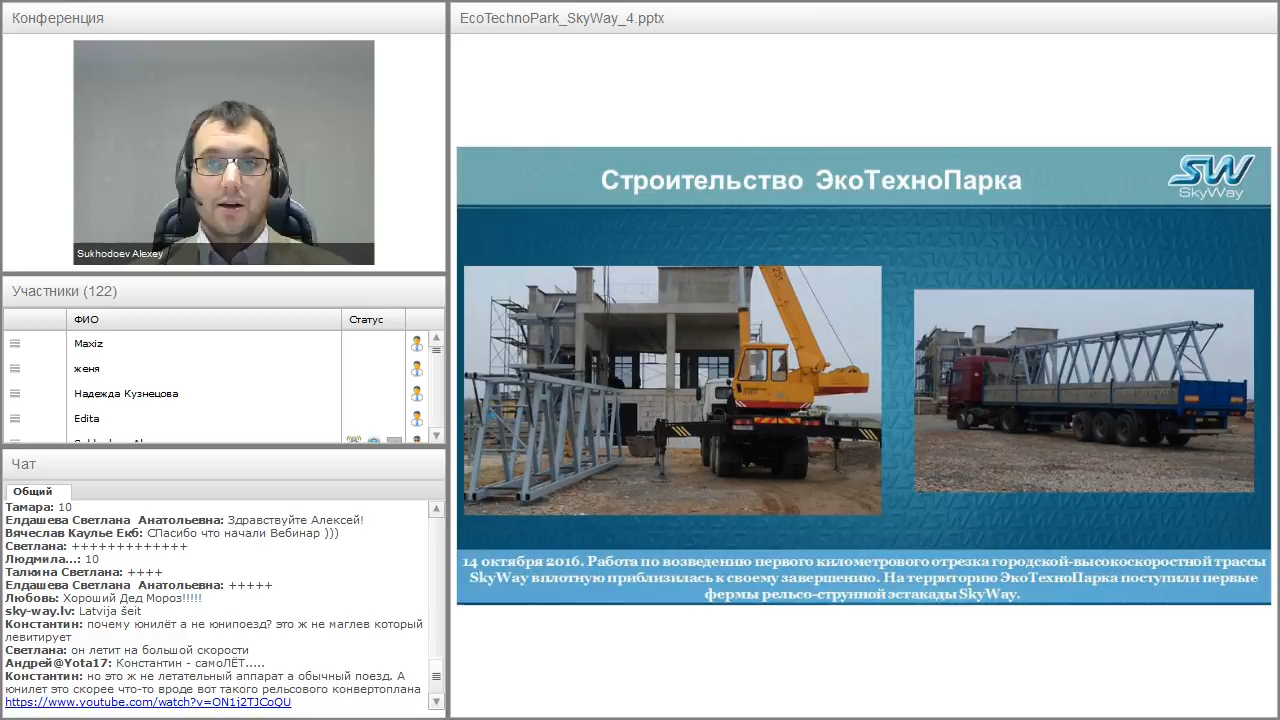 Конференция
Sukhodoev Alexey
Участники (122)
ФИО
Статус
Maxiz
женя
Надежда Кузнецова
Edita
Чат
Общий
Тамара: 10
Елдашева Светлана Анатольевна: Здравствуйте Алексей!
Вячеслав Каулье Екб: СПасибо что начали Вебинар )))
Светлана: +++++++++++++
Людмила...: 10
Талкина Светлана: ++++
Елдашева Светлана Анатольевна: +++++
Любовь: Хороший Дед Мороз!!!!!
sky-way.lv: Latvija šeit
Константин: почему юнилёт а не юнипоезд? это ж не маглев который
левитирует
Светлана: он летит на большой скорости
Андрей@Yota17: Константин - самоЛЁТ.....
Константин: но это ж не летательный аппарат а обычный поезд. А
юнилет это скорее что-то вроде вот такого рельсового конвертоплана
https://www.youtube.com/watch?v=ON1j2TJCoQU
EcoTechnoPark_SkyWay_4.pptx
Строительство ЭкоТехноПарка
SW
SkyWay
14 октября 2016. Работа по возведению первого километрового отрезка городской-высокоскоростной трассы
SkyWay вплотную приблизилась к своему завершению. На территорию ЭкоТехноПарка поступили первые
фермы рельсо-струнной эстакады SkyWay.